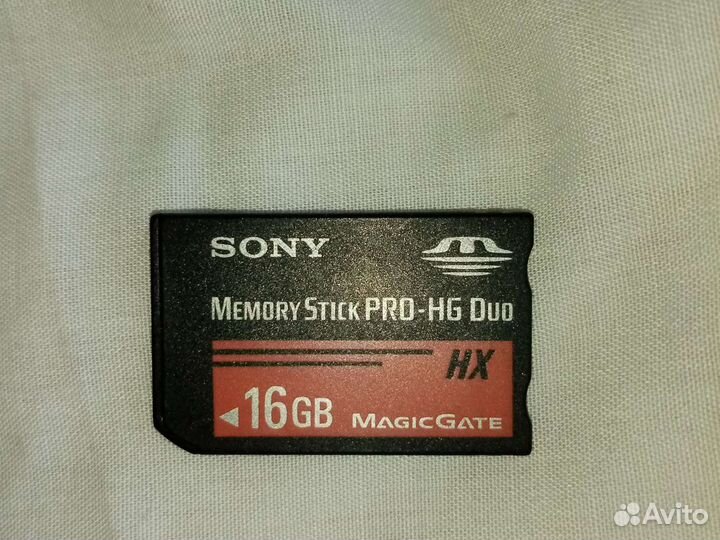 SONY
MEMORY STICK PRO-HG DUO
HX
16GB MAGICGATE
Avito